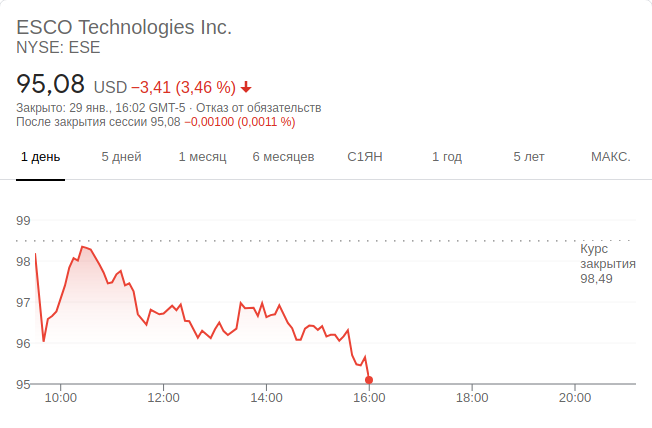 ESCO Technologies Inc.
NYSE: ESE
95,08 USD −3,41 (3,46 %)
Закрыто: 29 янв., 16:02 GMT-5 · Отказ от обязательств
После закрытия сессии 95,08 −0,00100 (0,0011 %)
1 день 5 дней 1 месяц 6 месяцев С1ЯН 1 год 5 лет МАКС.
99
Курс
98 закрытия
98,49
97
96
95
10:00 12:00 14:00 16:00 18:00 20:00